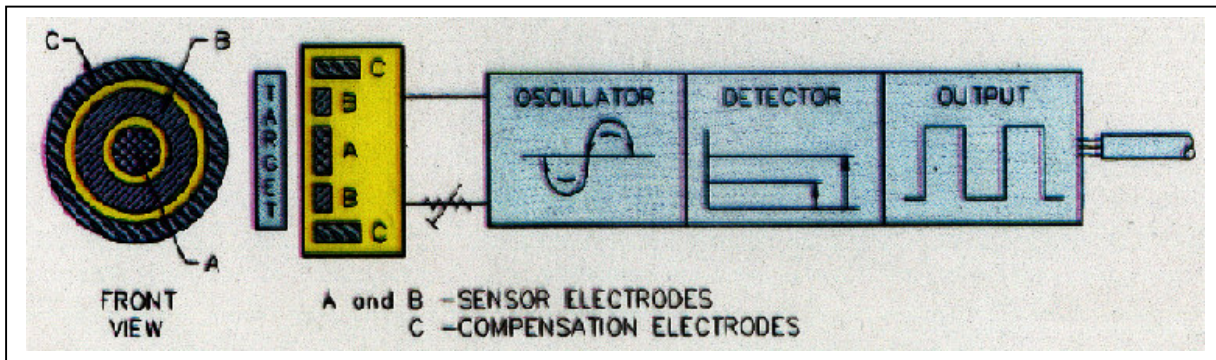 C
B
A
FRONT
VIEW
TARGET
C
B
A
B
C
OSCILLATOR
DETECTOR
OUTPUT
A and B - SENSOR ELECTRODES
C - COMPENSATION ELECTRODES